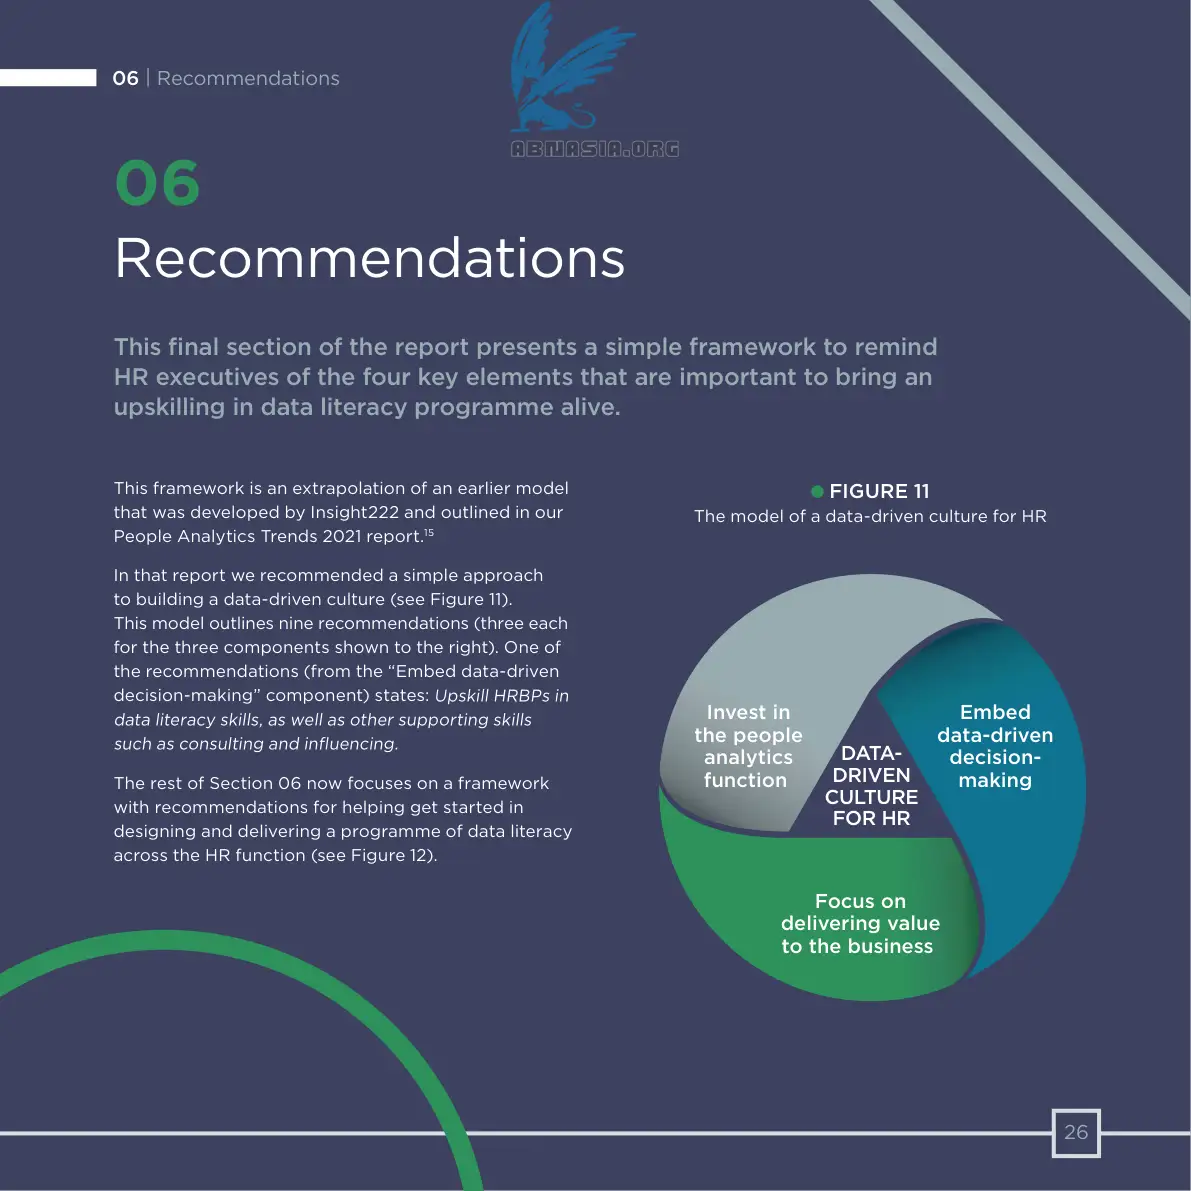 06 | Recommendations
ABNASIA.ORG
06
Recommendations
This final section of the report presents a simple framework to remind
HR executives of the four key elements that are important to bring an
upskilling in data literacy programme alive.
This framework is an extrapolation of an earlier model
that was developed by Insight222 and outlined in our
People Analytics Trends 2021 report.15
In that report we recommended a simple approach
to building a data-driven culture (see Figure 11).
This model outlines nine recommendations (three each
for the three components shown to the right). One of
the recommendations (from the “Embed data-driven
decision-making” component) states: Upskill HRBPs in
data literacy skills, as well as other supporting skills
such as consulting and influencing.
The rest of Section 06 now focuses on a framework
with recommendations for helping get started in
designing and delivering a programme of data literacy
across the HR function (see Figure 12).
FIGURE 11
The model of a data-driven culture for HR
Invest in
the people
analytics
function
DATA-
DRIVEN
CULTURE
FOR HR
Embed
data-driven
decision-
making
Focus on
delivering value
to the business
26